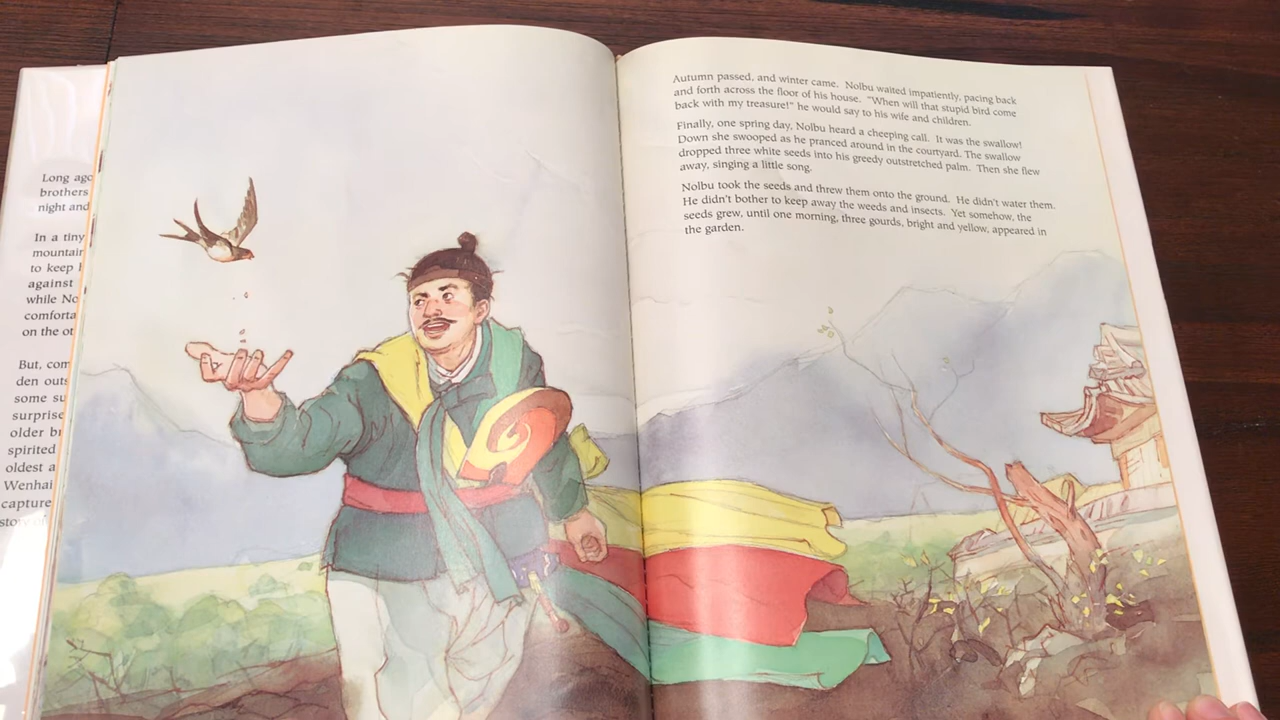 Long ago
brothers
night and
In a tiny
mountain
to keep
against
while No
comforta
on the ot
But, com
den outs
some su
surprise
older br
spirited
oldest a
Wenhai
capture
story of
Autumn passed, and winter came. Nolbu waited impatiently, pacing back
and forth across the floor of his house. "When will that stupid bird come
back with my treasure!" he would say to his wife and children.
Finally, one spring day, Nolbu heard a cheeping call. It was the swallow!
Down she swooped as he pranced around in the courtyard. The swallow
dropped three white seeds into his greedy outstretched palm. Then she flew
away, singing a little song.
Nolbu took the seeds and threw them onto the ground. He didn't water them.
He didn't bother to keep away the weeds and insects. Yet somehow, the
seeds grew, until one morning, three gourds, bright and yellow, appeared in
the garden.